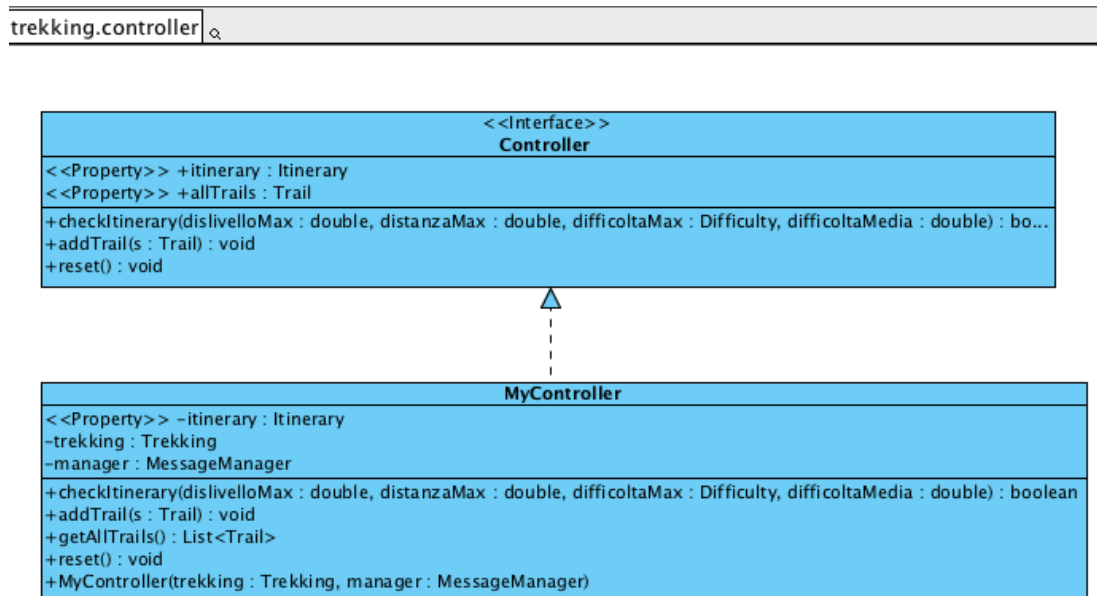 trekking.controller
<<Interface>>
Controller
<<Property>> +itinerary : Itinerary
<<Property>> +allTrails : Trail
+checkItinerary(dislivelloMax : double, distanzaMax : double, difficoltaMax : Difficulty, difficoltaMedia : double) : bo...
+addTrail(s : Trail) : void
+reset() : void
MyController
<<Property>> -itinerary : Itinerary
-trekking : Trekking
-manager : MessageManager
+checkItinerary(dislivelloMax : double, distanzaMax : double, difficoltaMax : Difficulty, difficoltaMedia : double) : boolean
+addTrail(s : Trail) : void
+getAllTrails() : List<Trail>
+reset() : void
+MyController(trekking : Trekking, manager : MessageManager)